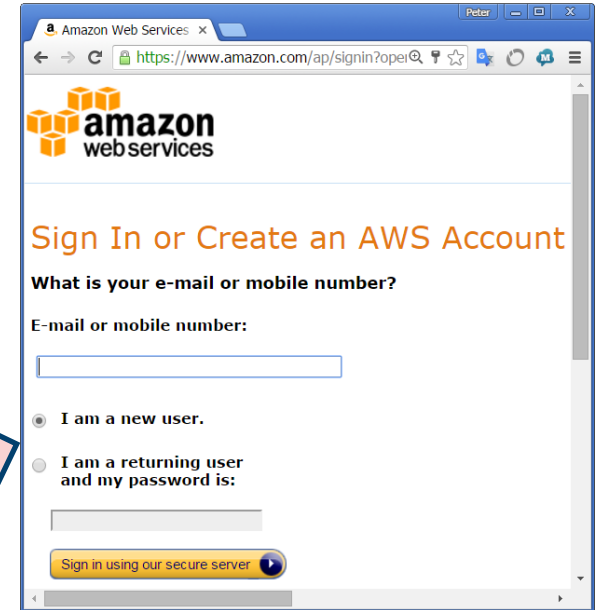 Peter
Amazon Web Services
https://www.amazon.com/ap/signin?oper
amazon
webservices
Sign In or Create an AWS Account
What is your e-mail or mobile number?
E-mail or mobile number:
I am a new user.
I am a returning user
and my password is:
Sign in using our secure server